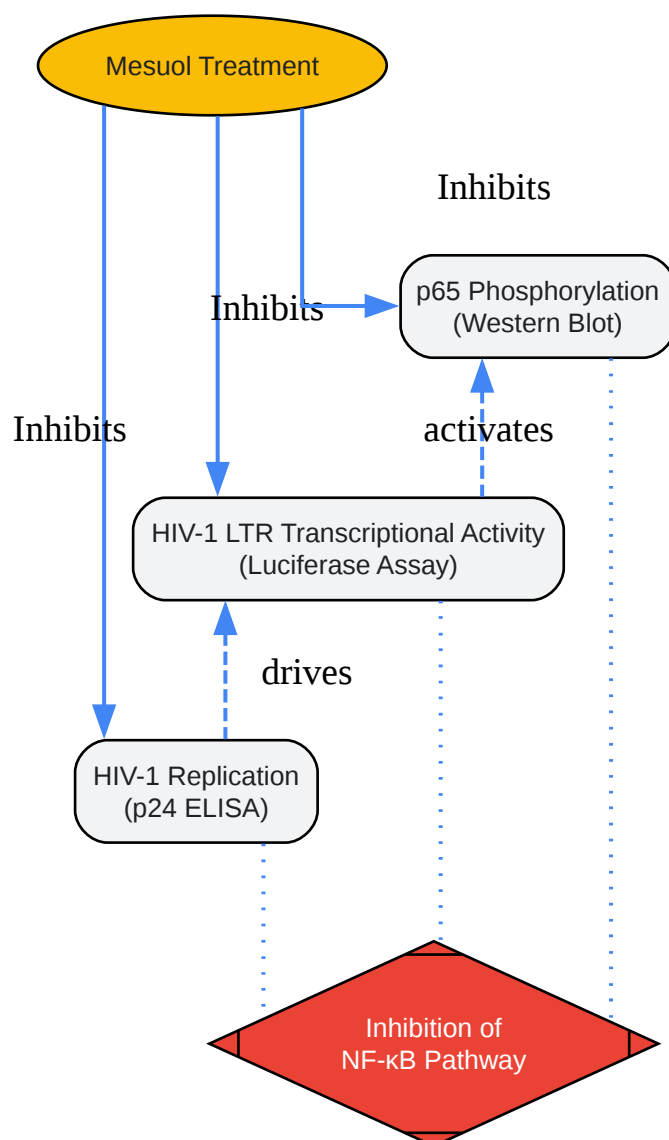 Mesuol Treatment
Inhibits
p65 Phosphorylation
(Western Blot)
Inhibits
Inhibits
activates
HIV-1 LTR Transcriptional Activity
(Luciferase Assay)
drives
HIV-1 Replication
(p24 ELISA)
Inhibition of
NF-κB Pathway